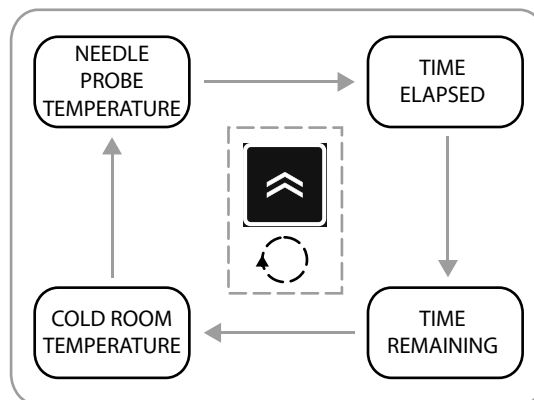 NEEDLE
PROBE
TEMPERATURE
TIME
ELAPSED
COLD ROOM
TEMPERATURE
TIME
REMAINING